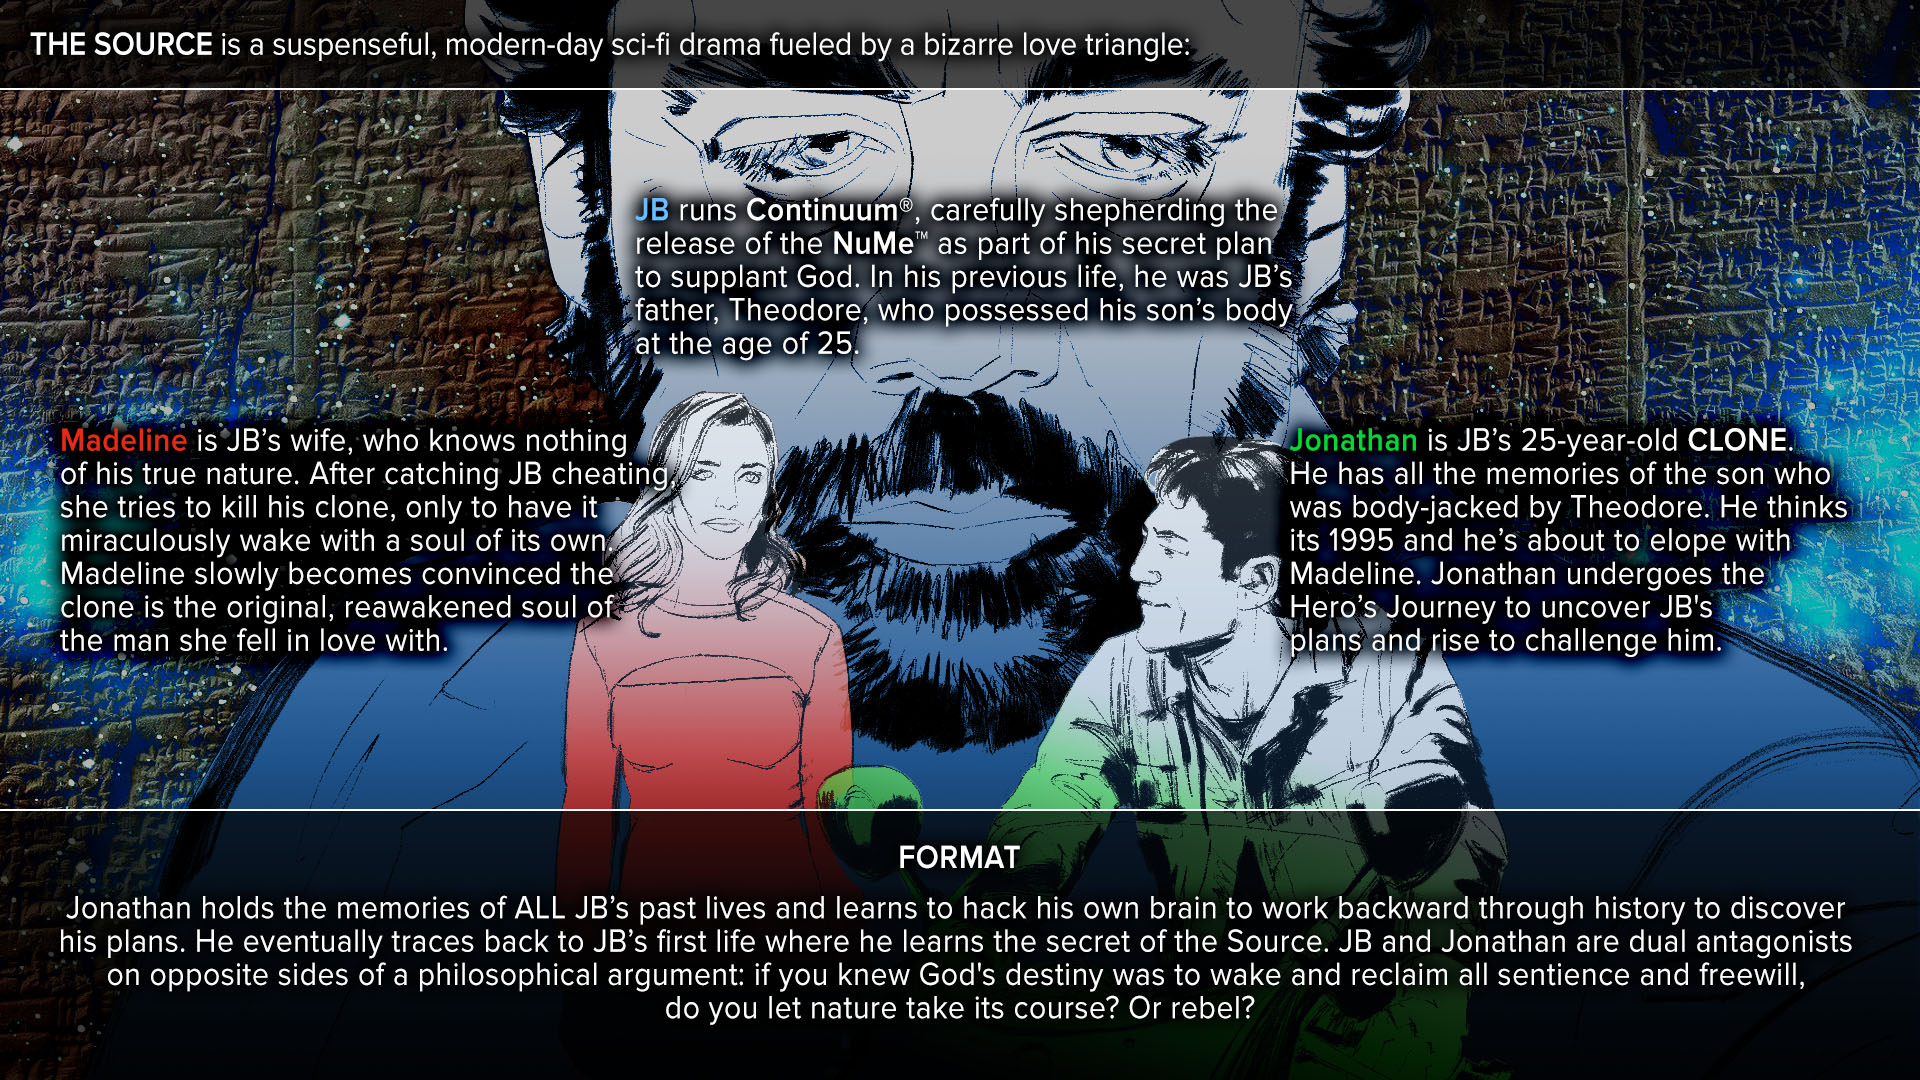 THE SOURCE is a suspenseful, modern-day sci-fi drama fueled by a bizarre love triangle:
JB runs Continuum®, carefully shepherding the
release of the NuMe™ as part of his secret plan
to supplant God. In his previous life, he was JB’s
father, Theodore, who possessed his son’s body
at the age of 25.
Madeline is JB’s wife, who knows nothing
of his true nature. After catching JB cheating,
she tries to kill his clone, only to have it
miraculously wake with a soul of its own.
Madeline slowly becomes convinced the
clone is the original, reawakened soul of
the man she fell in love with.
Jonathan is JB’s 25-year-old CLONE.
He has all the memories of the son who
was body-jacked by Theodore. He thinks
its 1995 and he’s about to elope with
Madeline. Jonathan undergoes the
Hero’s Journey to uncover JB's
plans and rise to challenge him.
FORMAT
Jonathan holds the memories of ALL JB’s past lives and learns to hack his own brain to work backward through history to discover
his plans. He eventually traces back to JB’s first life where he learns the secret of the Source. JB and Jonathan are dual antagonists
on opposite sides of a philosophical argument: if you knew God's destiny was to wake and reclaim all sentience and freewill,
do you let nature take its course? Or rebel?